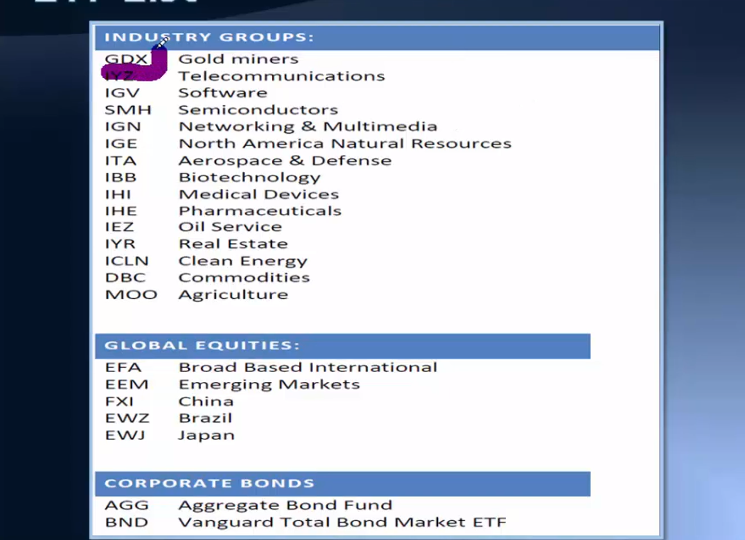 INDUSTRY GROUPS:
GDX Gold miners
IYZ Telecommunications
IGV Software
SMH Semiconductors
IGN Networking & Multimedia
IGE North America Natural Resources
ITA Aerospace & Defense
IBB Biotechnology
IHI Medical Devices
IHE Pharmaceuticals
IEZ Oil Service
IYR Real Estate
ICLN Clean Energy
DBC Commodities
MOO Agriculture
GLOBAL EQUITIES:
EFA Broad Based International
EEM Emerging Markets
FXI China
EWZ Brazil
EWJ Japan
CORPORATE BONDS
AGG Aggregate Bond Fund
BND Vanguard Total Bond Market ETF